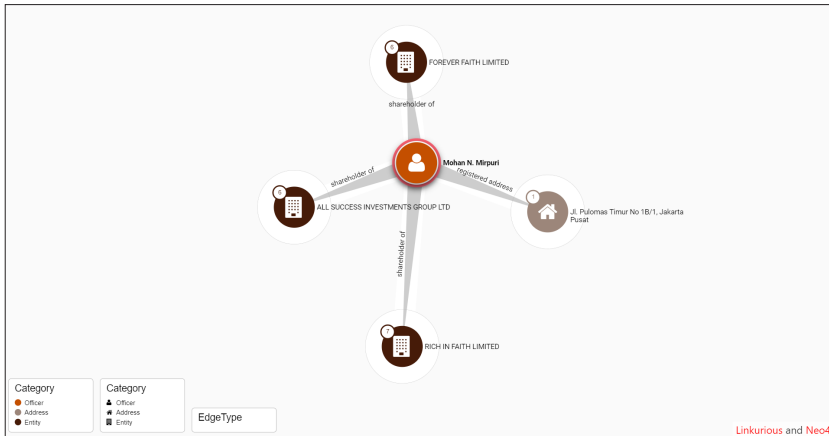 6
FOREVER FAITH LIMITED
shareholder of
Mohan N. Mirpuri
shareholder of
registered address
6
ALL SUCCESS INVESTMENTS GROUP LTD
1
Jl. Pulomas Timur No 1B/1, Jakarta
Pusat
shareholder of
7
RICH IN FAITH LIMITED
Category
Officer
Address
Entity
Category
Officer
Address
Entity
EdgeType
Linkurious and Neo4